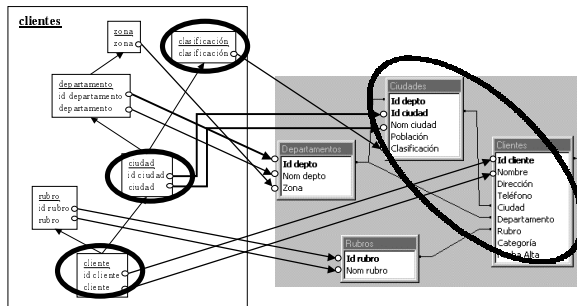 clientes
zona
zona
clasificación
clasificación
departamento
id departamento
departamento
ciudad
id ciudad
ciudad
rubro
id rubro
rubro
cliente
id cliente
cliente
Departamentos
Id depto
Nom depto
Zona
Ciudades
Id depto
Id ciudad
Nom ciudad
Población
Clasificación
Rubros
Id rubro
Nom rubro
Clientes
Id cliente
Nombre
Dirección
Teléfono
Ciudad
Departamento
Rubro
Categoría
Alta